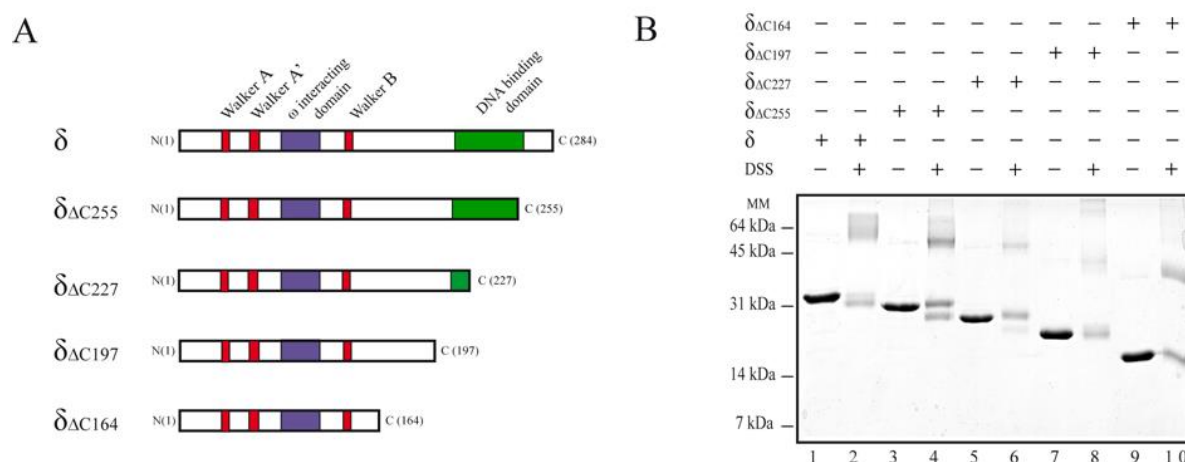 A
Walker A
Walker A’
ω interacting
domain
Walker B
DNA binding
domain
δ N(1) C (284)
δΔC255 N(1) C (255)
δΔC227 N(1) C (227)
δΔC197 N(1) C (197)
δΔC164 N(1) C (164)
B
δΔC164 − − − − − − − − + +
δΔC197 − − − − − − + + − −
δΔC227 − − − − + + − − − −
δΔC255 − − + + − − − − − −
δ + + − − − − − − − −
DSS − + − + − + − + − +
MM
64 kDa
45 kDa
31 kDa
14 kDa
7 kDa
1 2 3 4 5 6 7 8 9 10